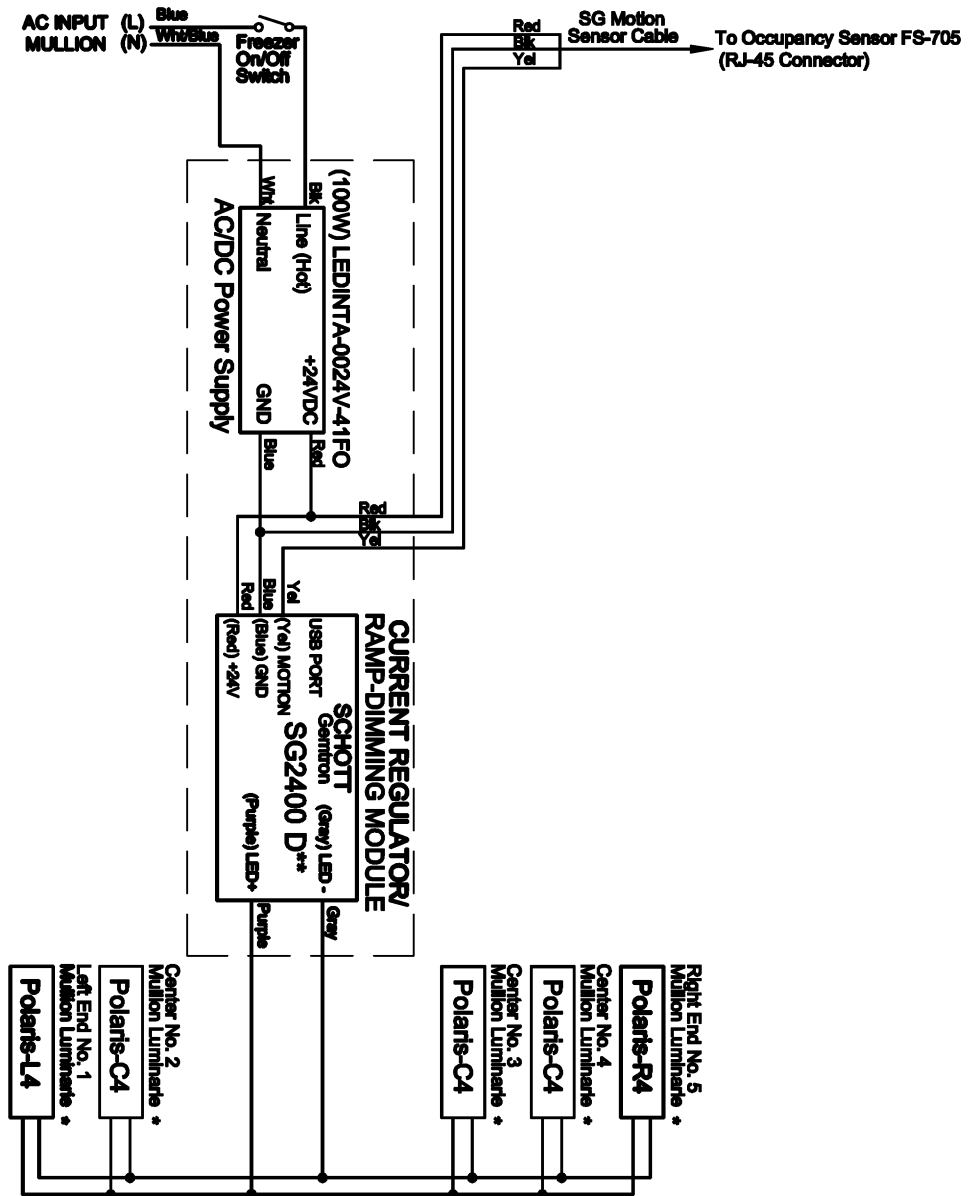 AC INPUT (L) Blue
MULLION (N) Wht/Blue
Freezer
On/Off
Switch
Red
Blk
Yel
SG Motion
Sensor Cable
To Occupancy Sensor FS-705
(RJ-45 Connector)
Wht
Blk
(100W) LEDINTA-0024V-41FO
Line (Hot)
+24VDC
Neutral
GND
AC/DC Power Supply
Blue
Red
Red
Blk
Yel
Red
Blue
Yel
CURRENT REGULATOR/
RAMP-DIMMING MODULE
USB PORT
(Yel) MOTION
(Blue) GND
(Red) +24V
SCHOTT
Gemtron
SG2400 D**
(Gray) LED -
(Purple) LED+
Purple
Gray
Left End No. 1
Mullion Luminarie *
Polaris-L4
Center No. 2
Mullion Luminarie *
Polaris-C4
Center No. 3
Mullion Luminarie *
Polaris-C4
Center No. 4
Mullion Luminarie *
Polaris-C4
Right End No. 5
Mullion Luminarie *
Polaris-R4